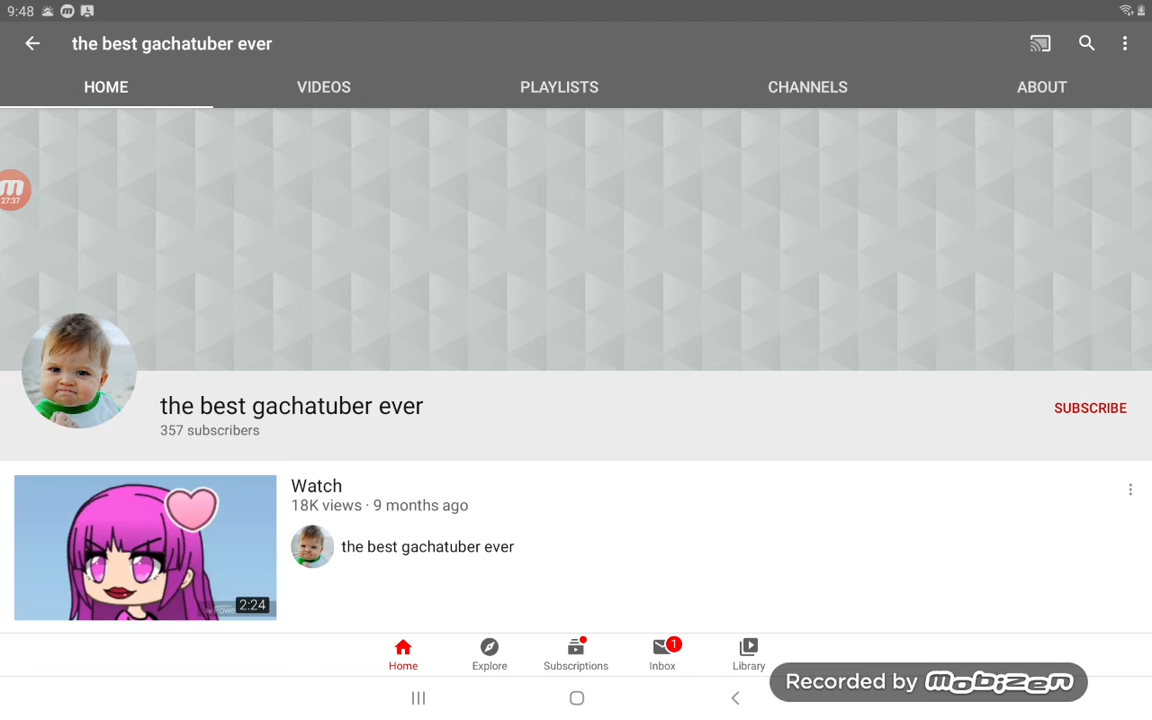 9:48
the best gachatuber ever
HOME VIDEOS PLAYLISTS CHANNELS ABOUT
27:37
the best gachatuber ever
357 subscribers
SUBSCRIBE
Watch
18K views · 9 months ago
the best gachatuber ever
2:24
Home Explore Subscriptions Inbox Library
1
Recorded by mobizen